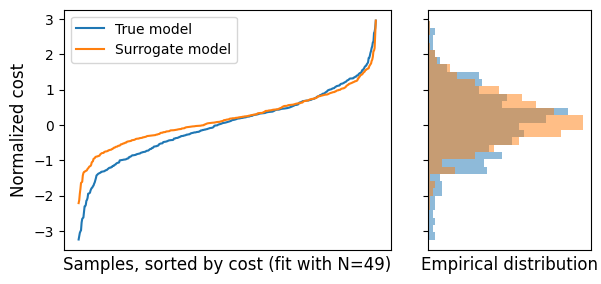 Normalized cost
3
2
1
0
−1
−2
−3
True model
Surrogate model
Samples, sorted by cost (fit with N=49)
Empirical distribution